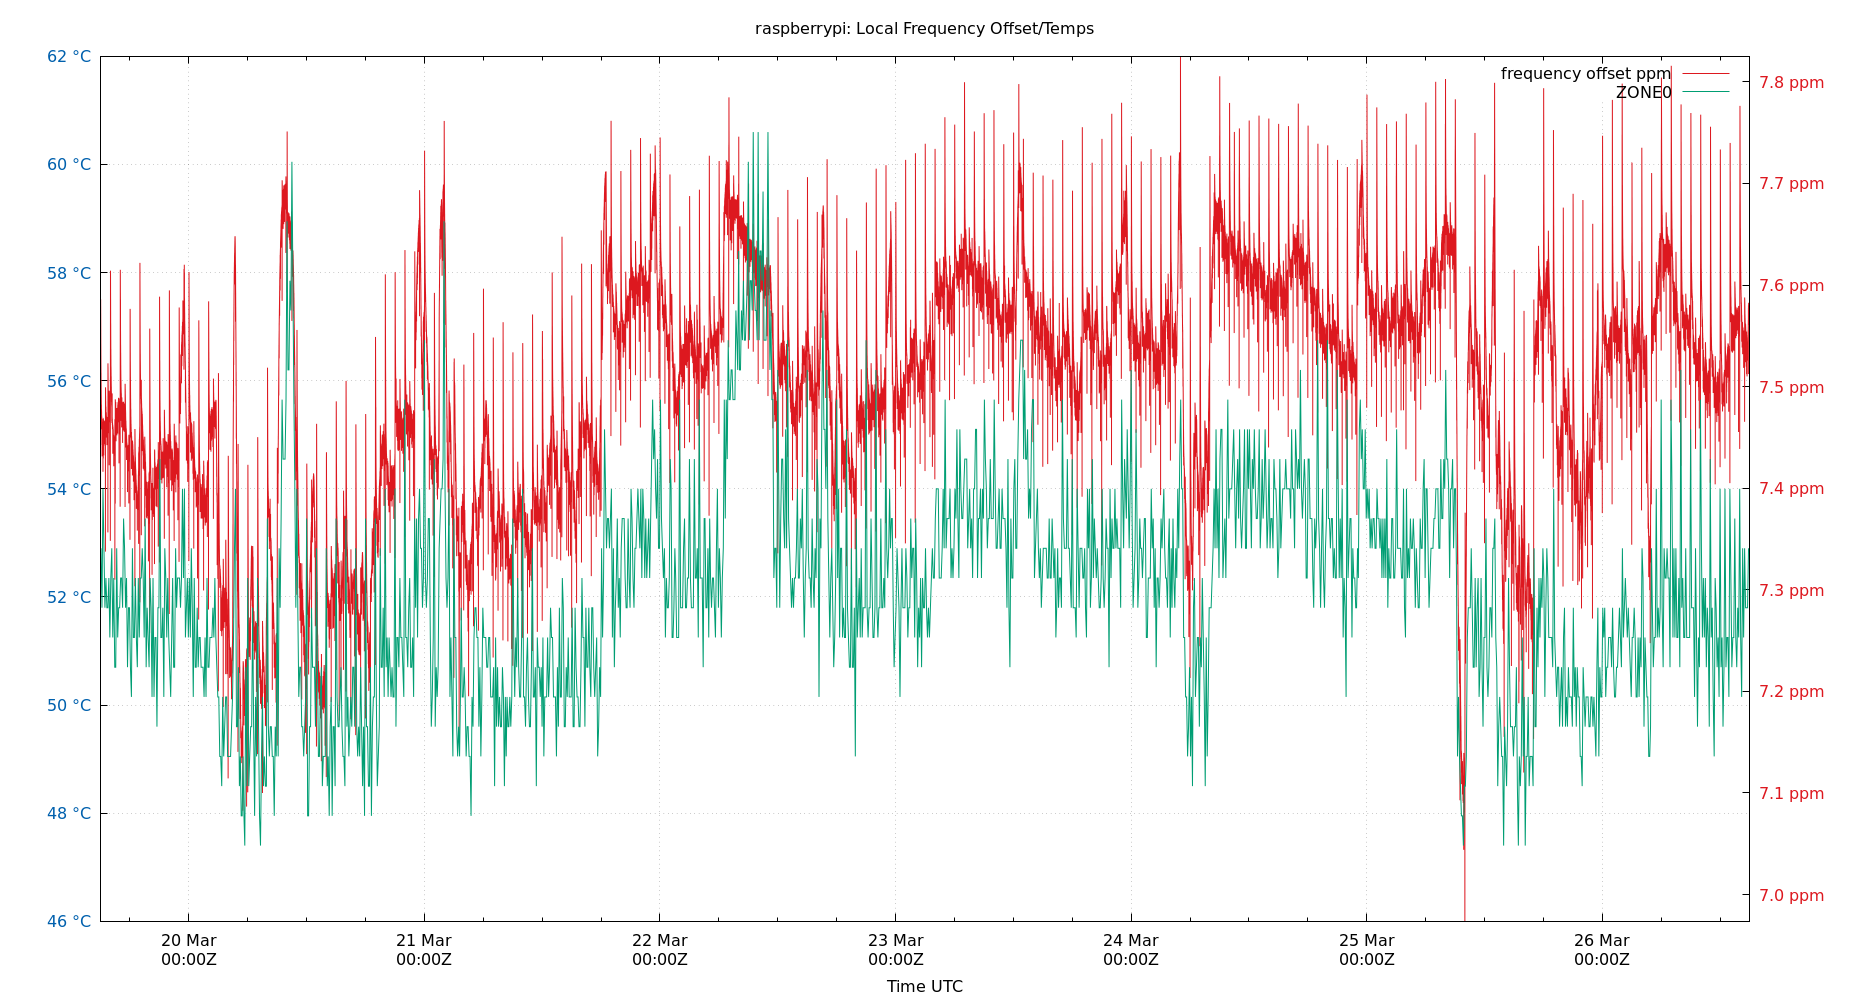 raspberrypi: Local Frequency Offset/Temps
62 °C
60 °C
58 °C
56 °C
54 °C
52 °C
50 °C
48 °C
46 °C
frequency offset ppm
ZONE0
7.8 ppm
7.7 ppm
7.6 ppm
7.5 ppm
7.4 ppm
7.3 ppm
7.2 ppm
7.1 ppm
7.0 ppm
20 Mar
00:00Z
21 Mar
00:00Z
22 Mar
00:00Z
23 Mar
00:00Z
24 Mar
00:00Z
25 Mar
00:00Z
26 Mar
00:00Z
Time UTC